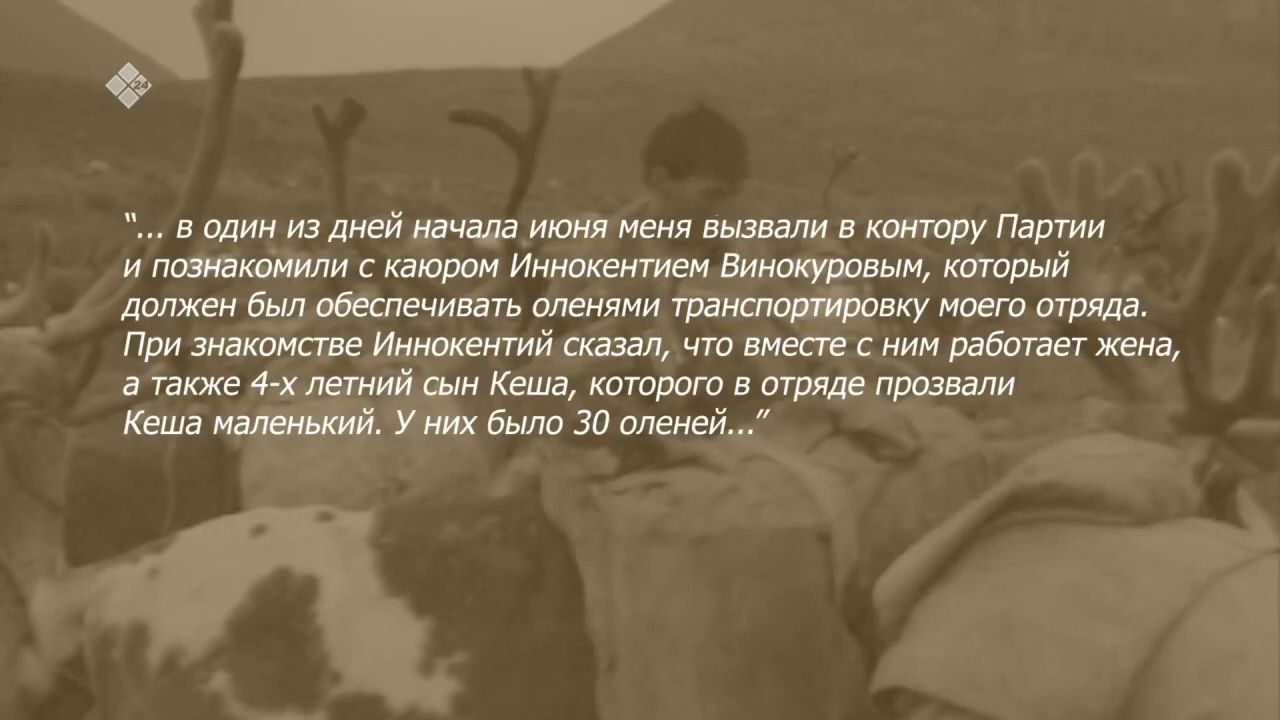 24
“... в один из дней начала июня меня вызвали в контору Партии
и познакомили с каюром Иннокентием Винокуровым, который
должен был обеспечивать оленями транспортировку моего отряда.
При знакомстве Иннокентий сказал, что вместе с ним работает жена,
а также 4-х летний сын Кеша, которого в отряде прозвали
Кеша маленький. У них было 30 оленей...”